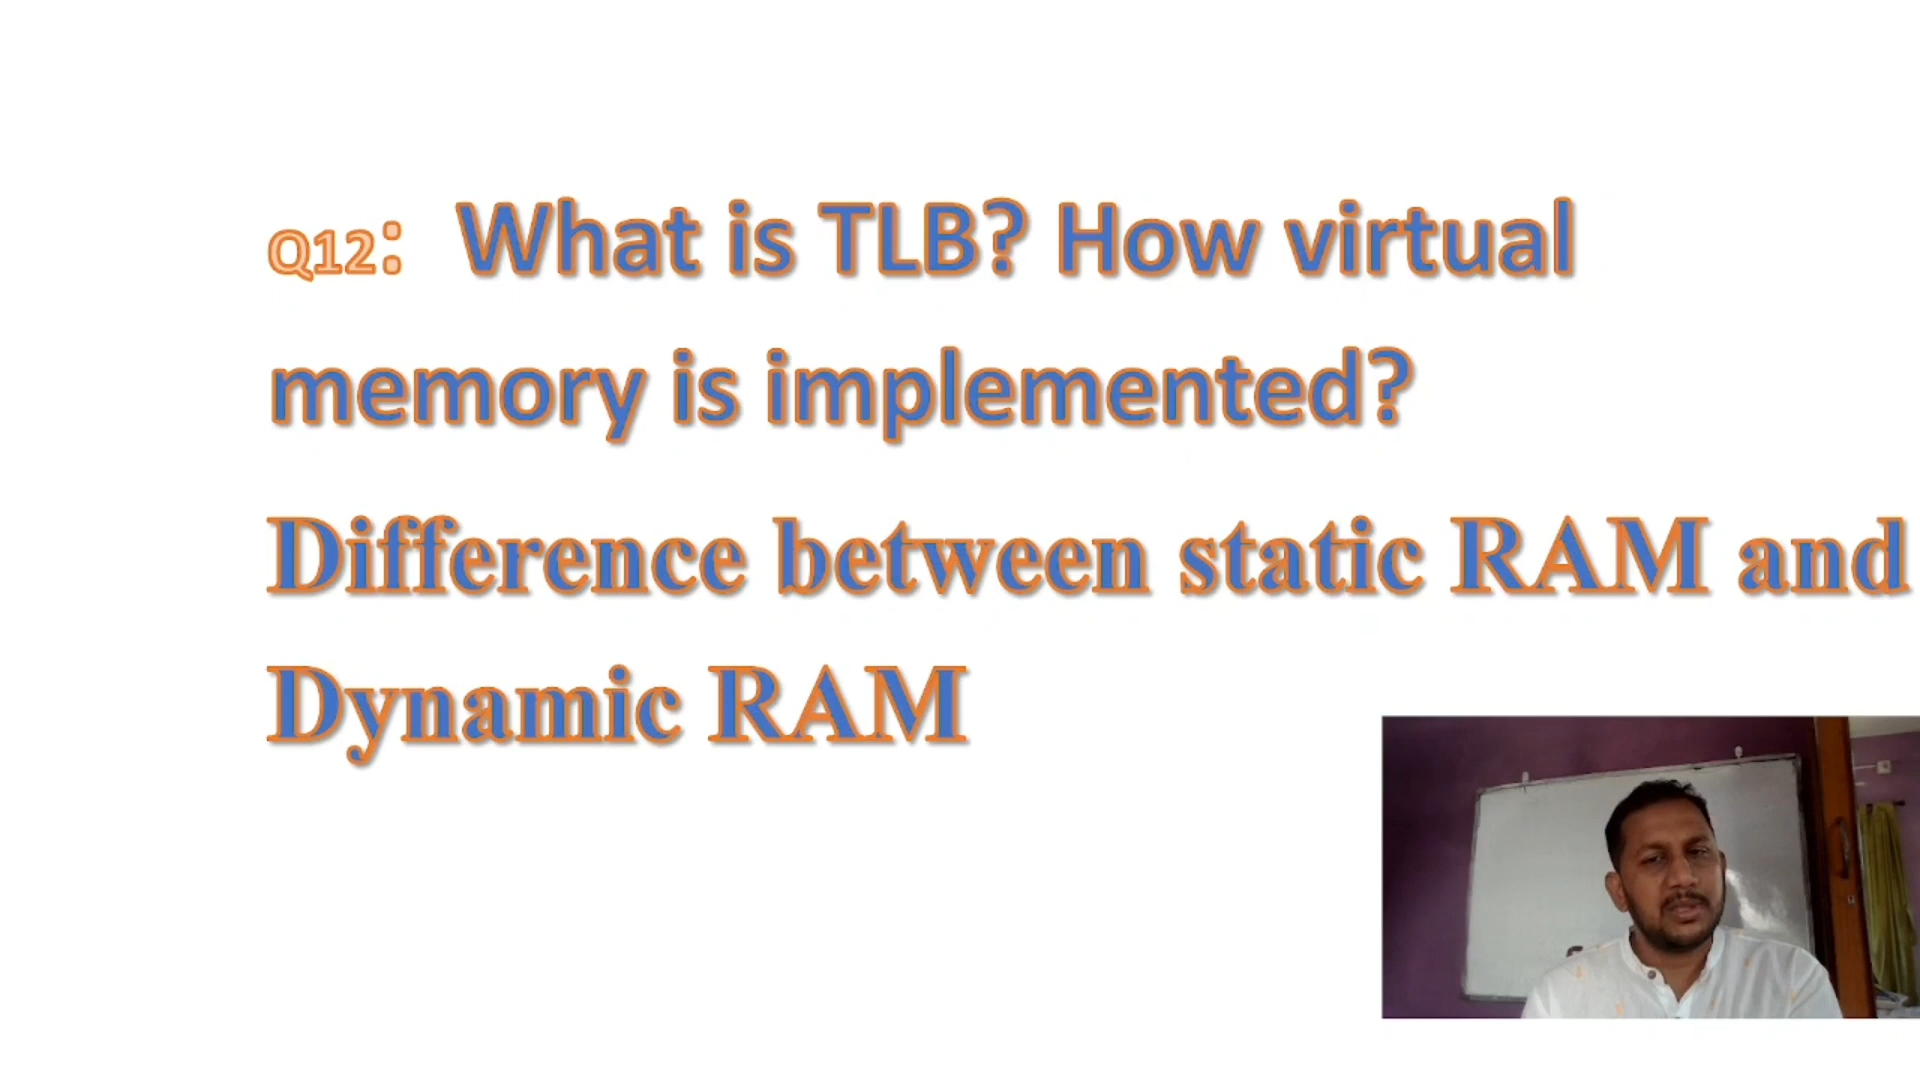 Q12: What is TLB? How virtual
memory is implemented?
Difference between static RAM and
Dynamic RAM